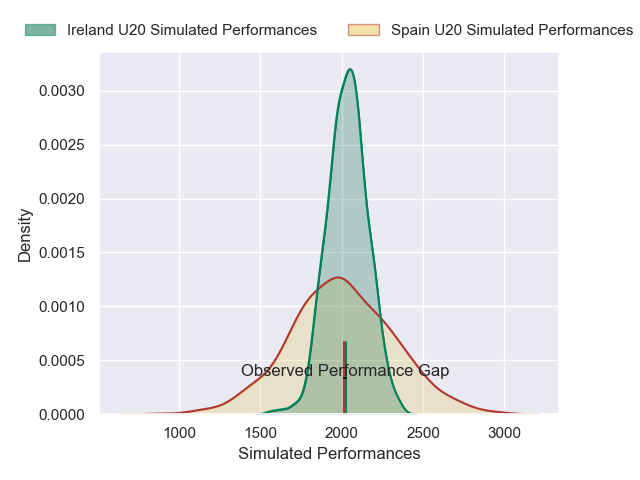 Ireland U20 Simulated Performances Spain U20 Simulated Performances
0.0030
0.0025
0.0020
0.0015
0.0010
0.0005
0.0000
Density
Observed Performance Gap
1000 1500 2000 2500 3000
Simulated Performances